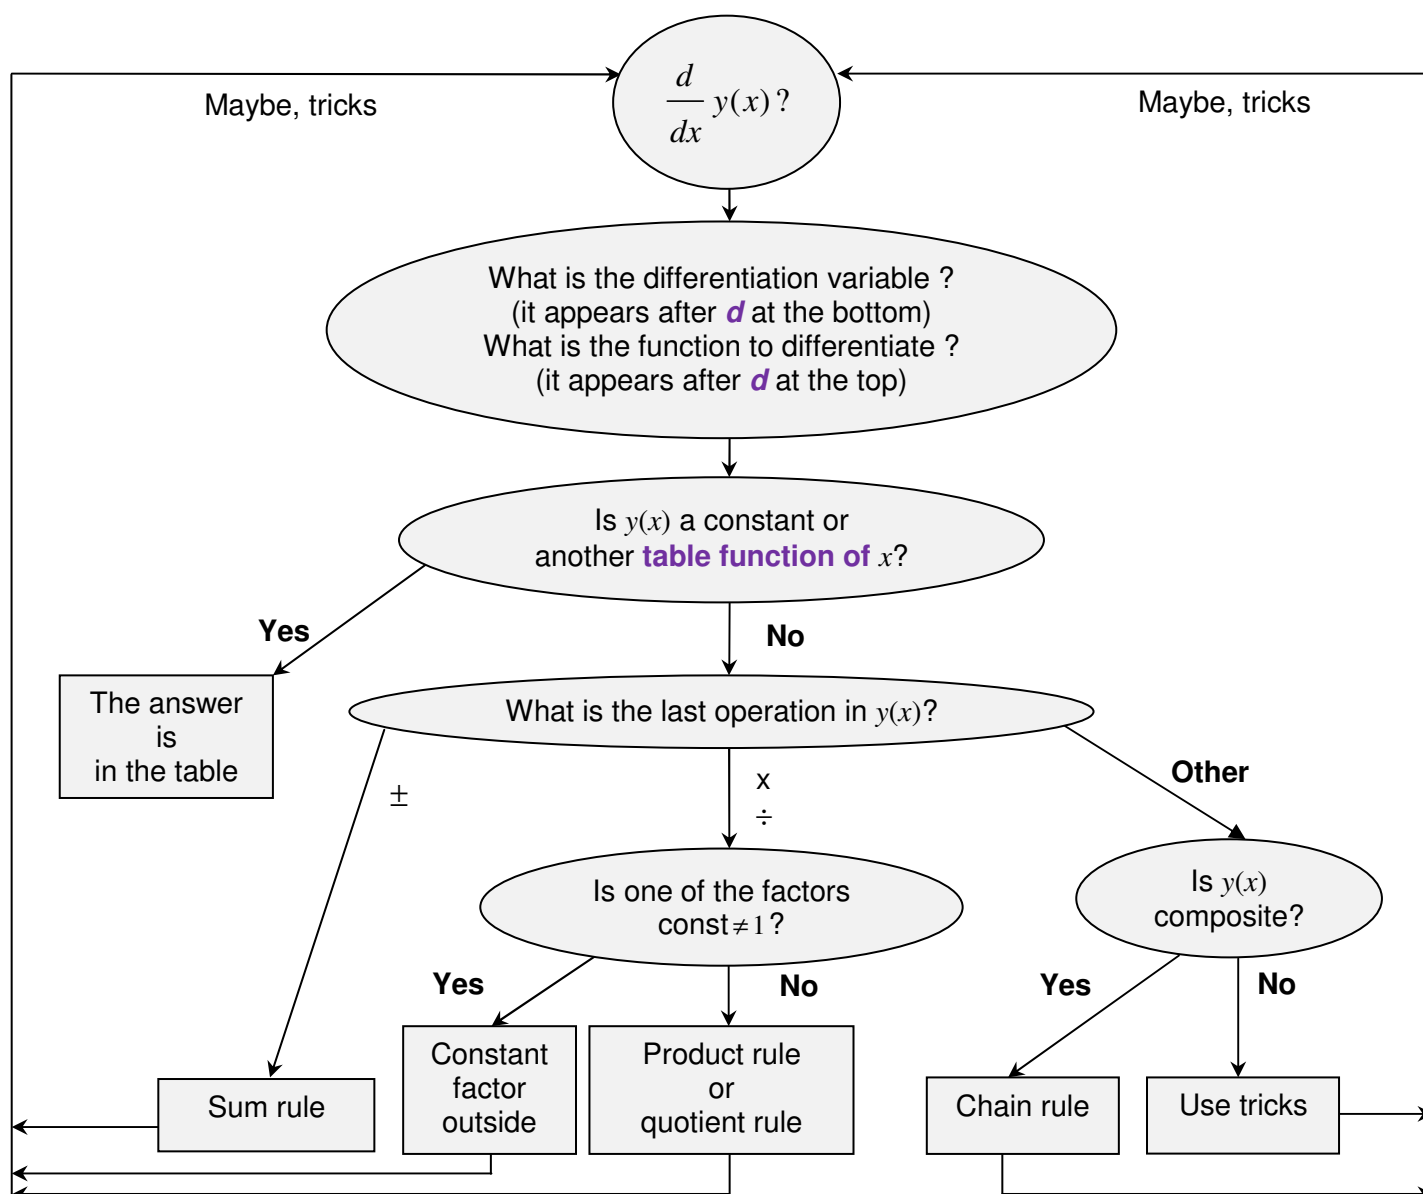 d
dx y(x) ?
Maybe, tricks
Maybe, tricks
What is the differentiation variable ?
(it appears after d at the bottom)
What is the function to differentiate ?
(it appears after d at the top)
Is y(x) a constant or
another table function of x?
Yes
No
The answer
is
in the table
What is the last operation in y(x)?
±
x
÷
Other
Is one of the factors
const ≠ 1 ?
Is y(x)
composite?
Yes
No
Yes
No
Sum rule
Constant
factor
outside
Product rule
or
quotient rule
Chain rule
Use tricks